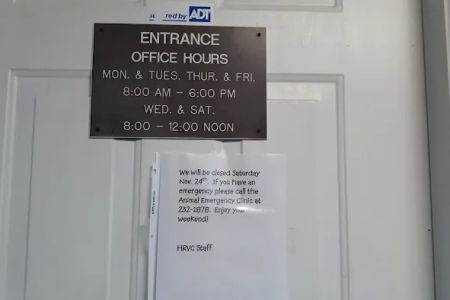 red by ADT
ENTRANCE
OFFICE HOURS
MON. & TUES. THUR. & FRI.
8:00 AM – 6:00 PM
WED. & SAT.
8:00 – 12:00 NOON
We will be closed Saturday
Nov. 24th. If you have an
emergency please call the
Animal Emergency Clinic at
232-1878. Enjoy your
weekend!
HRVC Staff